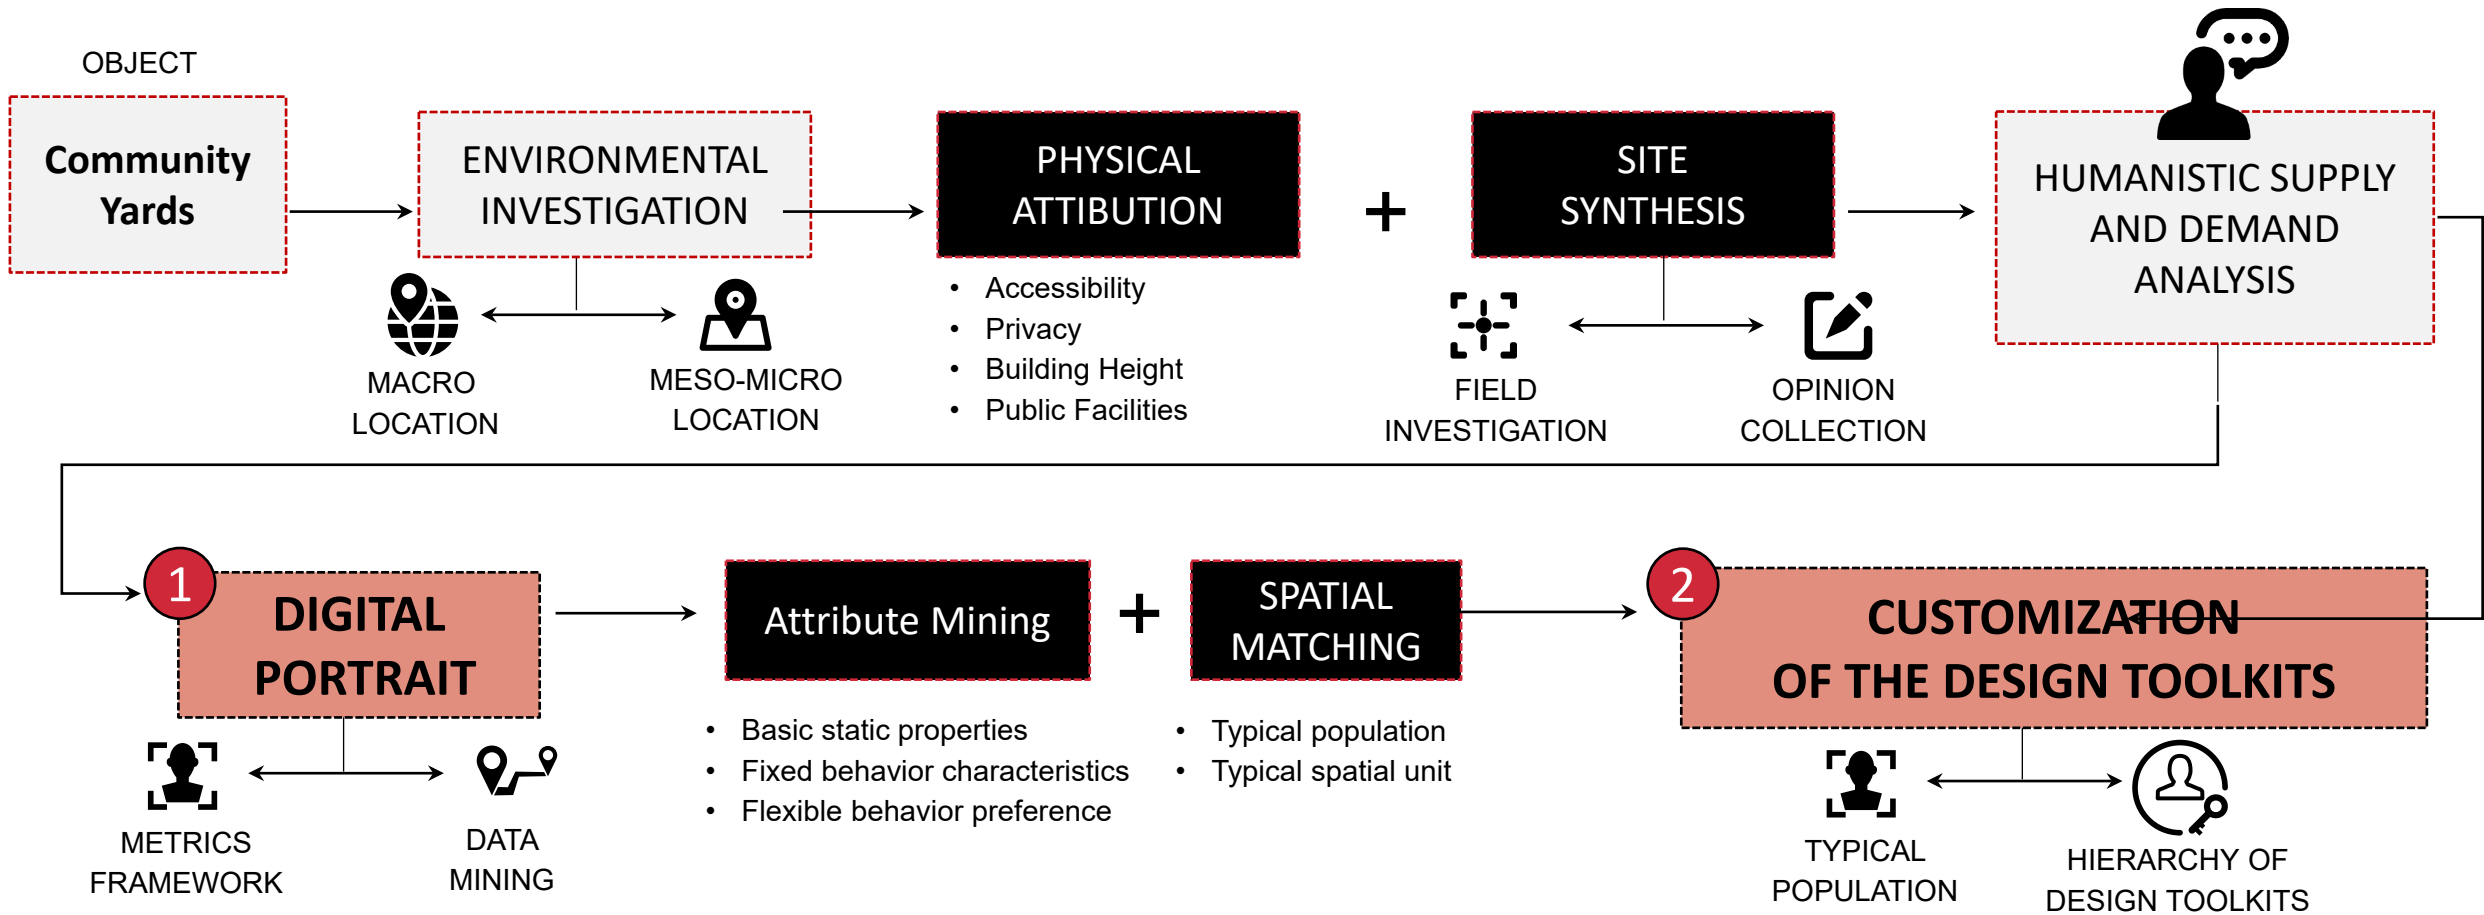 OBJECT
Community
Yards
ENVIRONMENTAL
INVESTIGATION
MACRO
LOCATION
MESO-MICRO
LOCATION
PHYSICAL
ATTIBUTION
• Accessibility
• Privacy
• Building Height
• Public Facilities
+
SITE
SYNTHESIS
FIELD
INVESTIGATION
OPINION
COLLECTION
HUMANISTIC SUPPLY
AND DEMAND
ANALYSIS
1
DIGITAL
PORTRAIT
METRICS
FRAMEWORK
DATA
MINING
Attribute Mining
• Basic static properties
• Fixed behavior characteristics
• Flexible behavior preference
+
SPATIAL
MATCHING
• Typical population
• Typical spatial unit
2
CUSTOMIZATION
OF THE DESIGN TOOLKITS
TYPICAL
POPULATION
HIERARCHY OF
DESIGN TOOLKITS